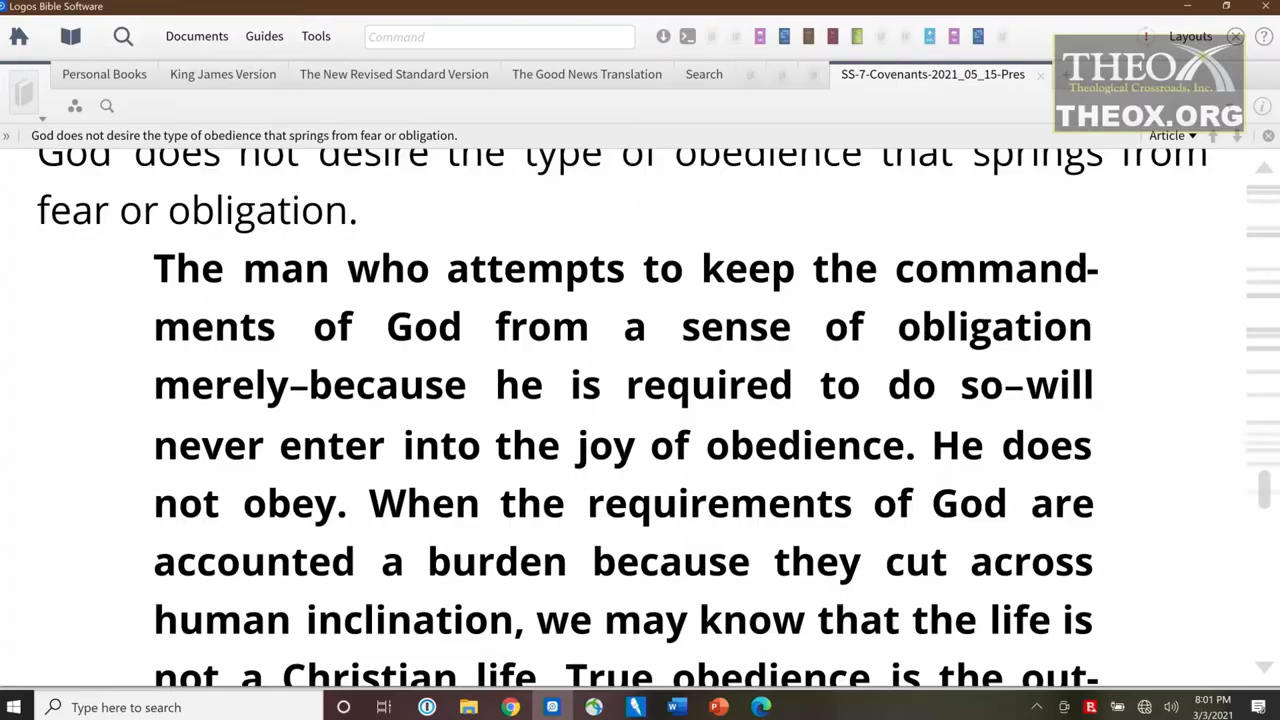 Logos Bible Software
Documents Guides Tools Command Layouts
Personal Books King James Version The New Revised Standard Version The Good News Translation Search SS-7-Covenants-2021_05_15-Pres
THEOX
Theological Crossroads, Inc.
THEOX.ORG
» God does not desire the type of obedience that springs from fear or obligation. Article
God does not desire the type of obedience that springs from
fear or obligation.
The man who attempts to keep the command-
ments of God from a sense of obligation
merely–because he is required to do so–will
never enter into the joy of obedience. He does
not obey. When the requirements of God are
accounted a burden because they cut across
human inclination, we may know that the life is
not a Christian life. True obedience is the out-
Type here to search
8:01 PM
3/3/2021